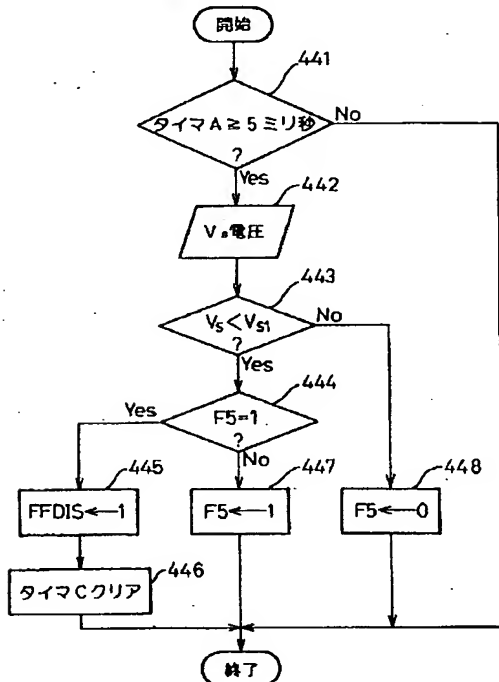 開始
441
タイマA≧5ミリ秒
?
No
Yes
442
Vs電圧
443
VS<VS1
?
No
Yes
444
F5=1
?
Yes
No
445
FFDIS←1
447
F5←1
448
F5←0
446
タイマCクリア
終了